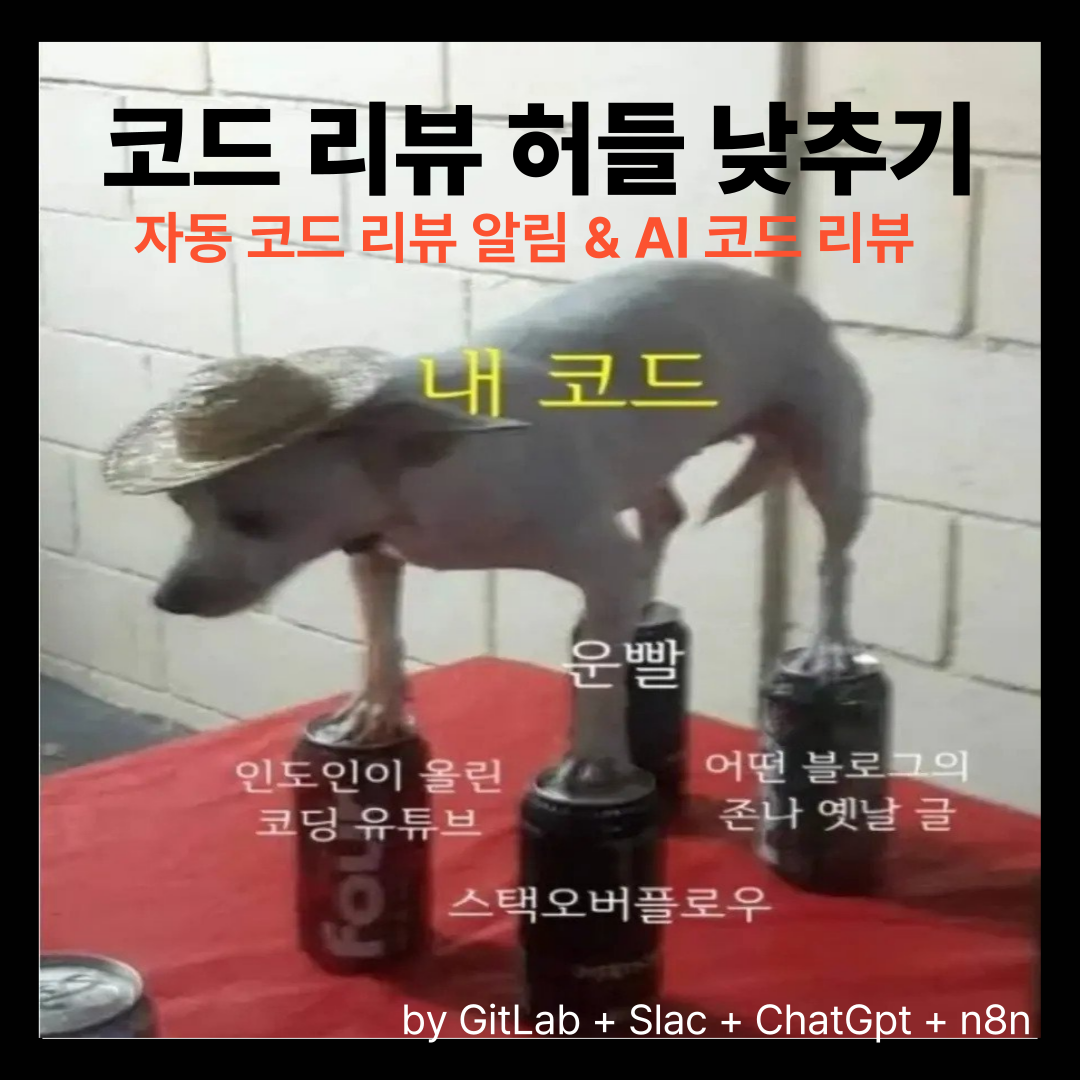 코드 리뷰 허들 낮추기
자동 코드 리뷰 알림 & AI 코드 리뷰
내 코드
운빨
인도인이 올린
코딩 유튜브
어떤 블로그의
존나 옛날 글
스택오버플로우
four
by GitLab + Slac + ChatGpt + n8n